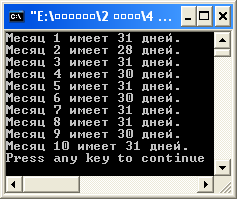 "E:\□□□□□□□\2 □□□□\4 ...
Месяц 1 имеет 31 дней.
Месяц 2 имеет 28 дней.
Месяц 3 имеет 31 дней.
Месяц 4 имеет 30 дней.
Месяц 5 имеет 31 дней.
Месяц 6 имеет 30 дней.
Месяц 7 имеет 31 дней.
Месяц 8 имеет 31 дней.
Месяц 9 имеет 30 дней.
Месяц 10 имеет 31 дней.
Press any key to continue